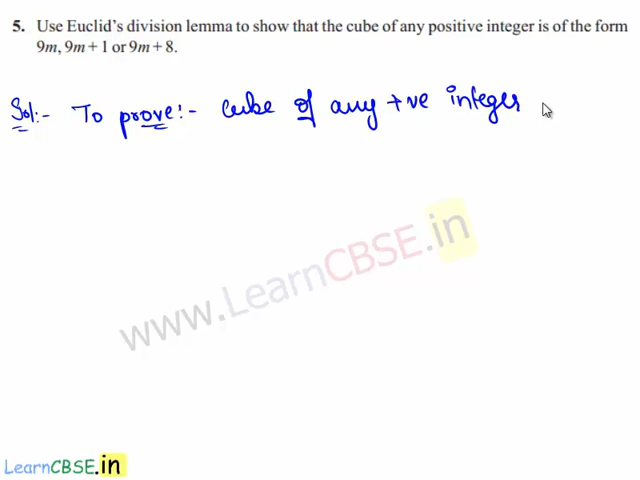 5. Use Euclid's division lemma to show that the cube of any positive integer is of the form
9m, 9m + 1 or 9m + 8.
Sol:- To prove:- cube of any +ve integer
www.LearnCBSE.in
LearnCBSE.in